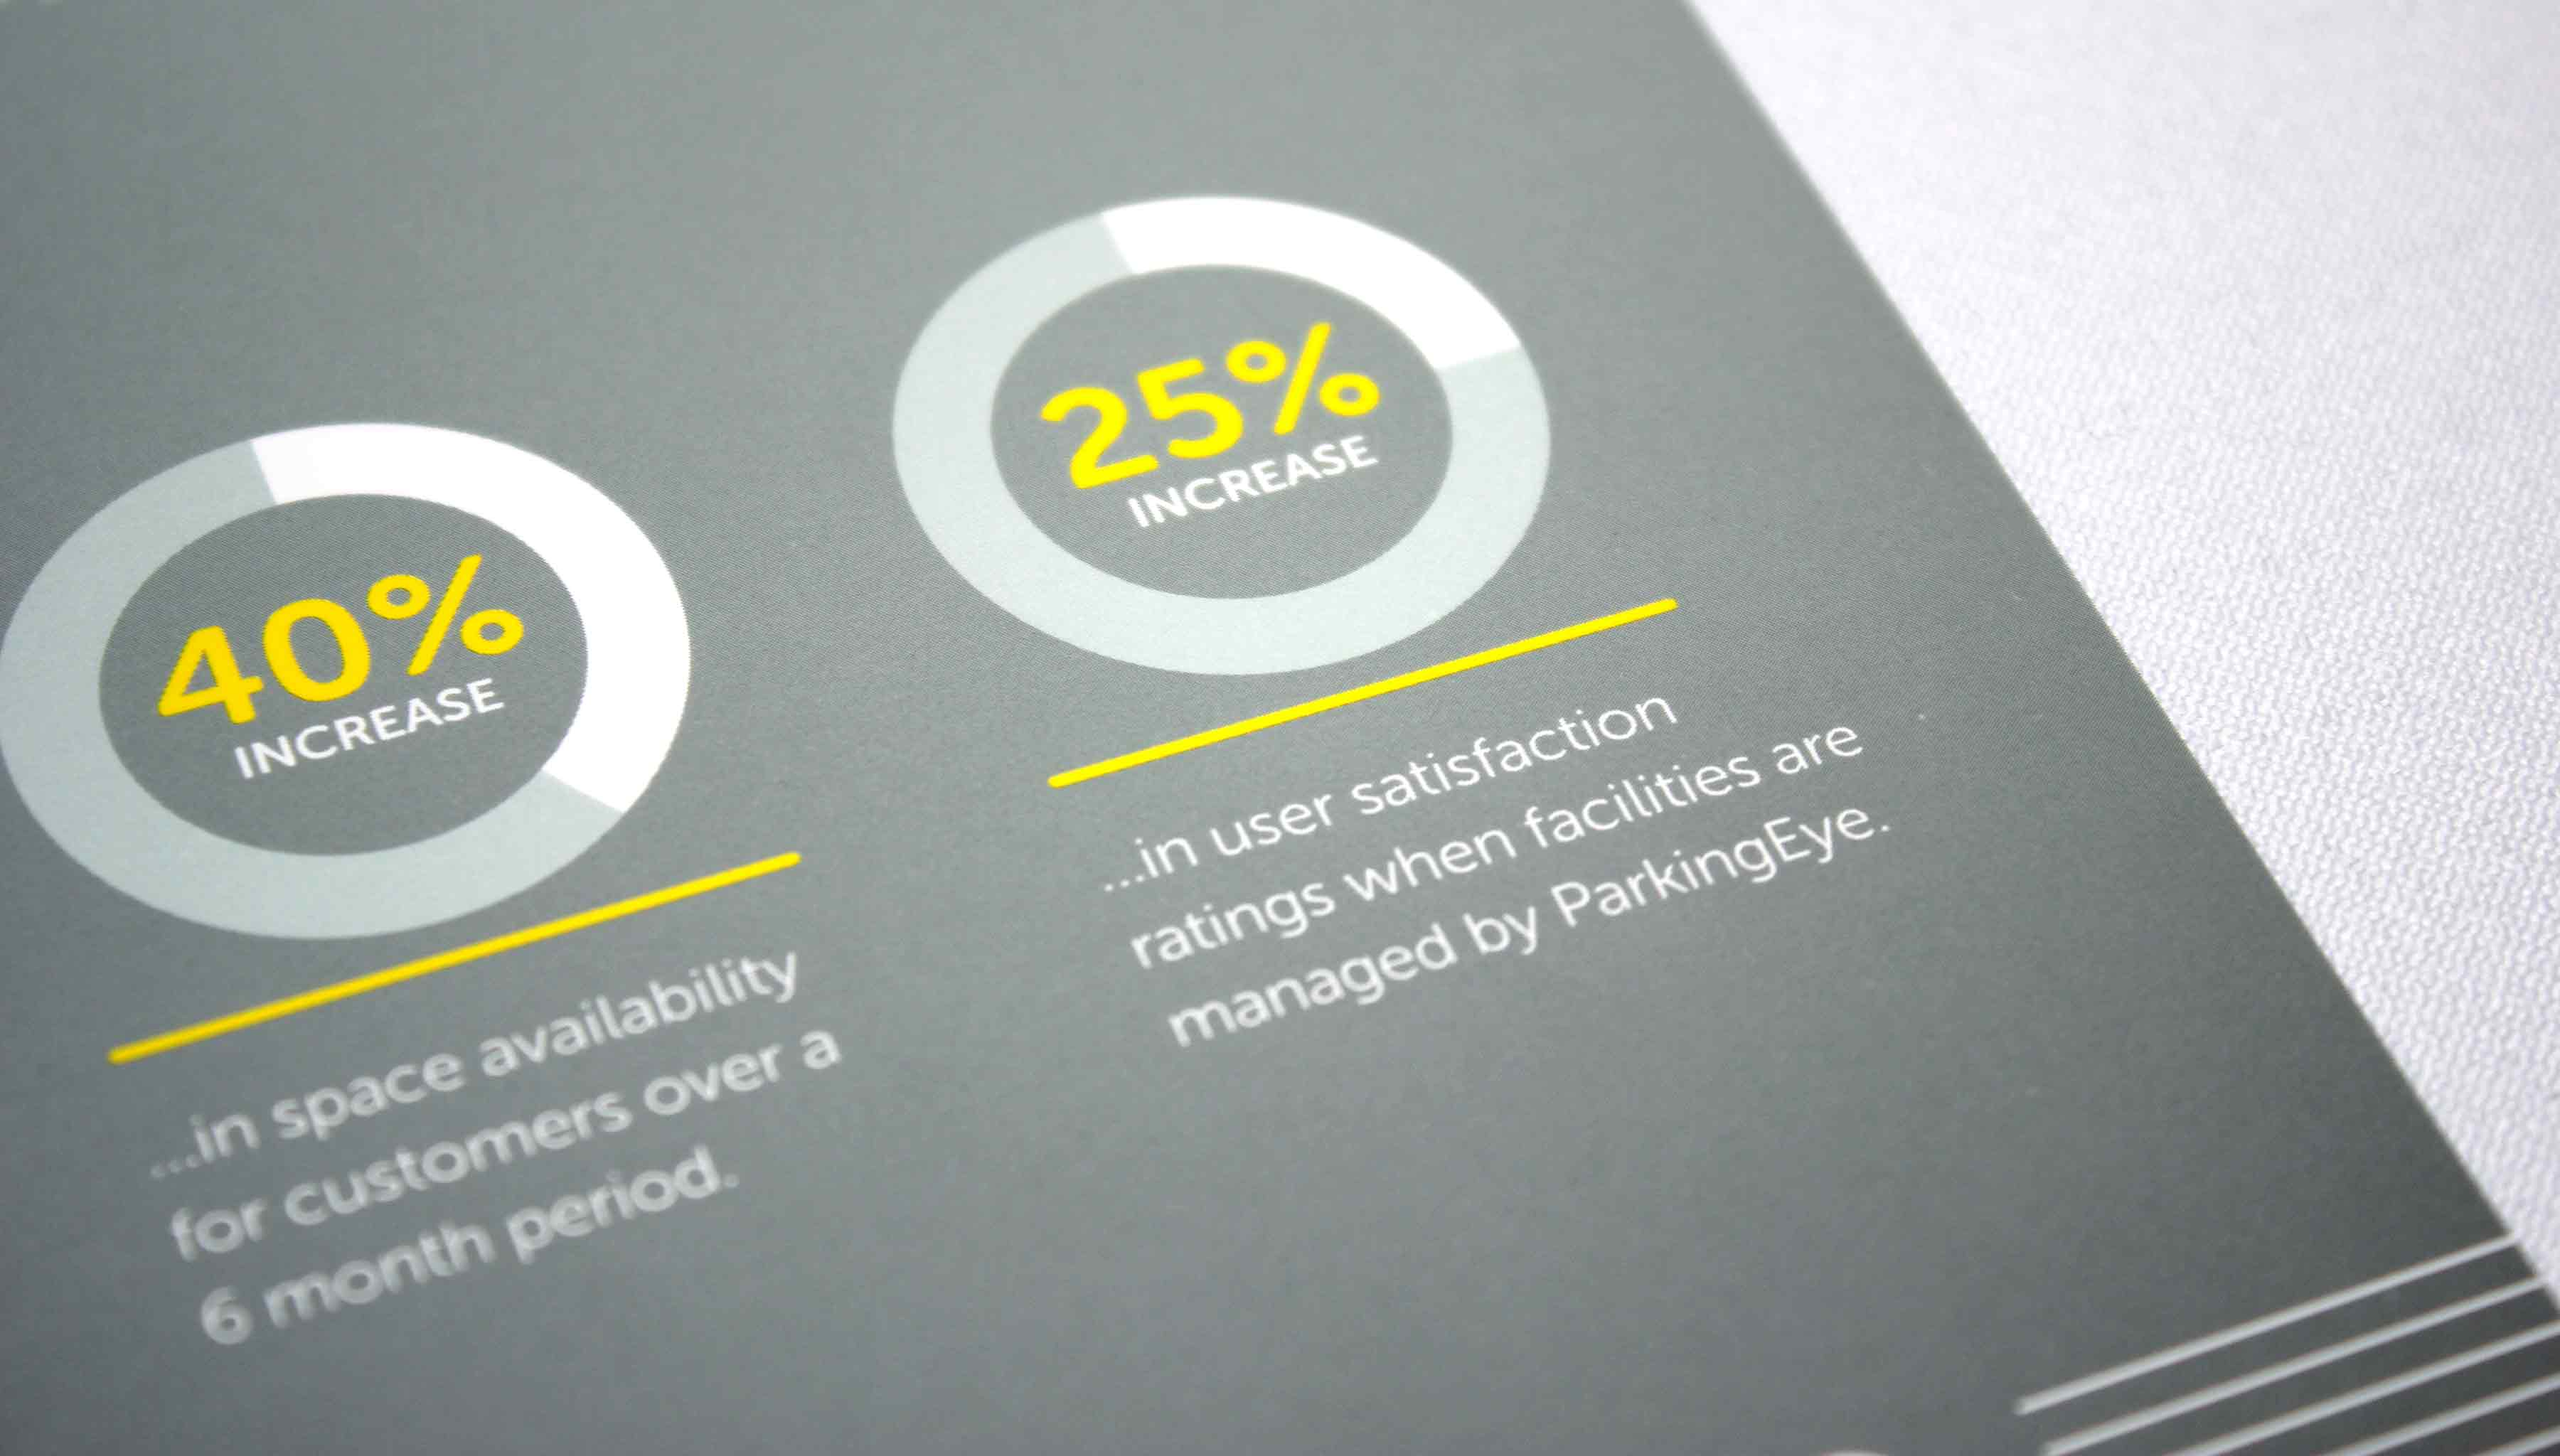 40%
INCREASE
...in space availability
for customers over a
6 month period.
25%
INCREASE
...in user satisfaction
ratings when facilities are
managed by ParkingEye.